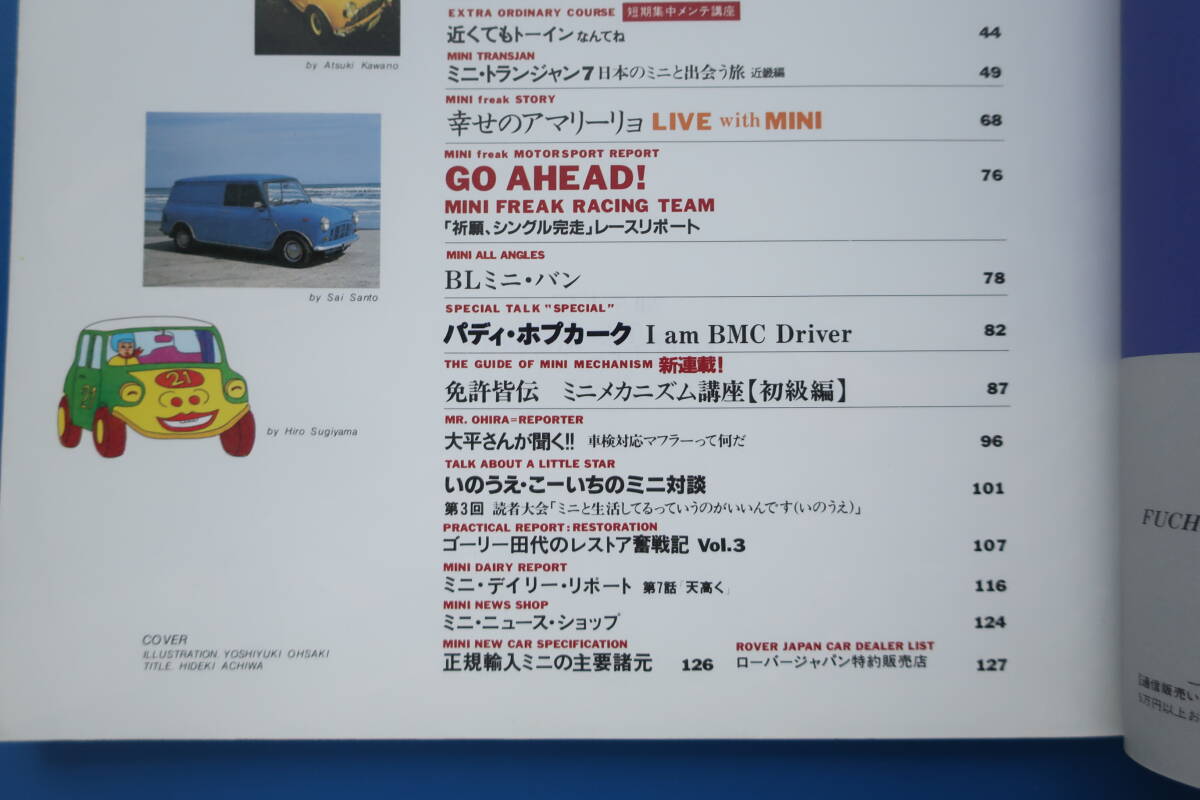 by Atsuki Kawano
by Sai Santo
by Hiro Sugiyama
21
21
COVER
ILLUSTRATION. YOSHIYUKI OHSAKI
TITLE. HIDEKI ACHIWA
EXTRA ORDINARY COURSE 短期集中メンテ講座
近くてもトーイン なんてね 44
MINI TRANSJAN
ミニ・トランジャン7 日本のミニと出会う旅 近畿編 49
MINI freak STORY
幸せのアマリーリョ LIVE with MINI 68
MINI freak MOTORSPORT REPORT
GO AHEAD! 76
MINI FREAK RACING TEAM
「祈願、シングル完走」レースリポート
MINI ALL ANGLES
BLミニ・バン 78
SPECIAL TALK "SPECIAL"
パディ・ホプカーク I am BMC Driver 82
THE GUIDE OF MINI MECHANISM 新連載!
免許皆伝 ミニメカニズム講座【初級編】 87
MR. OHIRA=REPORTER
大平さんが聞く!! 車検対応マフラーって何だ 96
TALK ABOUT A LITTLE STAR
いのうえ・こーいちのミニ対談 101
第3回 読者大会「ミニと生活してるっていうのがいいんです(いのうえ)」
PRACTICAL REPORT: RESTORATION
ゴーリー田代のレストア奮戦記 Vol.3 107
MINI DAIRY REPORT
ミニ・デイリー・リポート 第7話「天高く」 116
MINI NEWS SHOP
ミニ・ニュース・ショップ 124
MINI NEW CAR SPECIFICATION
正規輸入ミニの主要諸元 126
ROVER JAPAN CAR DEALER LIST
ローバージャパン特約販売店 127
FUCH
通信販売い
5万円以上お